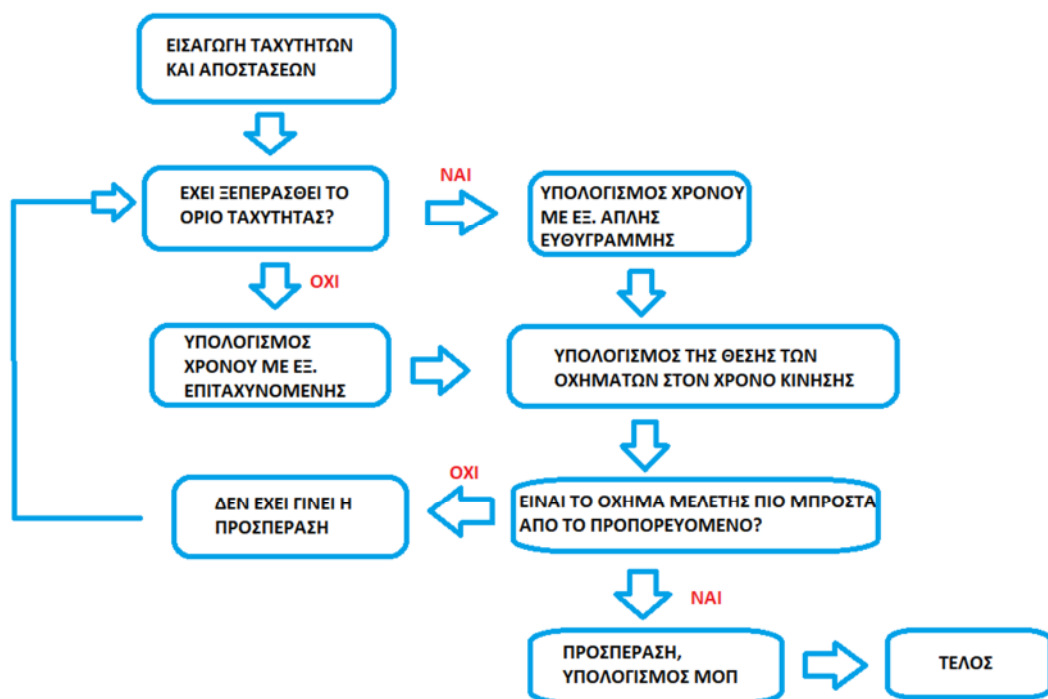 ΕΙΣΑΓΩΓΗ ΤΑΧΥΤΗΤΩΝ
ΚΑΙ ΑΠΟΣΤΑΣΕΩΝ
ΕΧΕΙ ΞΕΠΕΡΑΣΘΕΙ ΤΟ
ΟΡΙΟ ΤΑΧΥΤΗΤΑΣ?
ΝΑΙ
ΥΠΟΛΟΓΙΣΜΟΣ ΧΡΟΝΟΥ
ΜΕ ΕΞ. ΑΠΛΗΣ
ΕΥΘΥΓΡΑΜΜΗΣ
ΟΧΙ
ΥΠΟΛΟΓΙΣΜΟΣ
ΧΡΟΝΟΥ ΜΕ ΕΞ.
ΕΠΙΤΑΧΥΝΟΜΕΝΗΣ
ΥΠΟΛΟΓΙΣΜΟΣ ΤΗΣ ΘΕΣΗΣ ΤΩΝ
ΟΧΗΜΑΤΩΝ ΣΤΟΝ ΧΡΟΝΟ ΚΙΝΗΣΗΣ
ΕΙΝΑΙ ΤΟ ΟΧΗΜΑ ΜΕΛΕΤΗΣ ΠΙΟ ΜΠΡΟΣΤΑ
ΑΠΟ ΤΟ ΠΡΟΠΟΡΕΥΟΜΕΝΟ?
ΟΧΙ
ΔΕΝ ΕΧΕΙ ΓΙΝΕΙ Η
ΠΡΟΣΠΕΡΑΣΗ
ΝΑΙ
ΠΡΟΣΠΕΡΑΣΗ,
ΥΠΟΛΟΓΙΣΜΟΣ ΜΟΠ
ΤΕΛΟΣ